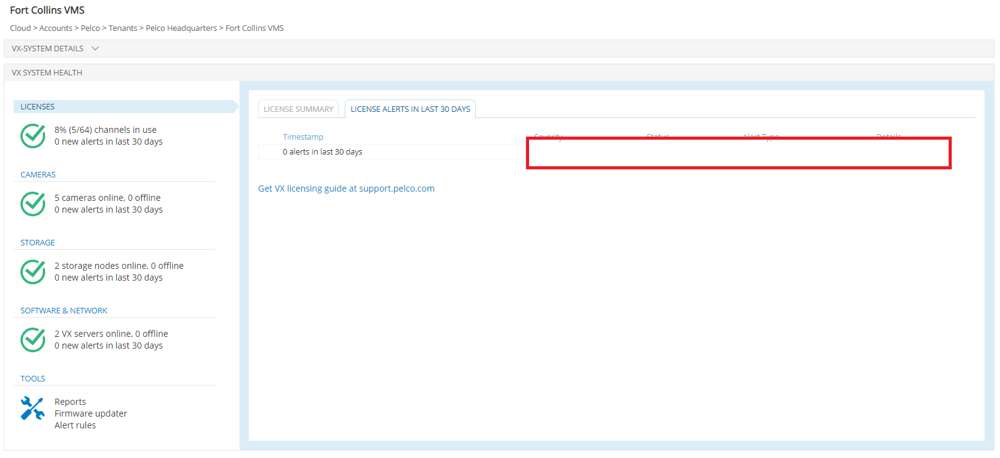 Fort Collins VMS
Cloud > Accounts > Pelco > Tenants > Pelco Headquarters > Fort Collins VMS
VX-SYSTEM DETAILS
VX SYSTEM HEALTH
LICENSES
8% (5/64) channels in use
0 new alerts in last 30 days
CAMERAS
5 cameras online, 0 offline
0 new alerts in last 30 days
STORAGE
2 storage nodes online, 0 offline
0 new alerts in last 30 days
SOFTWARE & NETWORK
2 VX servers online, 0 offline
0 new alerts in last 30 days
TOOLS
Reports
Firmware updater
Alert rules
LICENSE SUMMARY LICENSE ALERTS IN LAST 30 DAYS
Timestamp Severity Status Alert Type Details
0 alerts in last 30 days
Get VX licensing guide at support.pelco.com